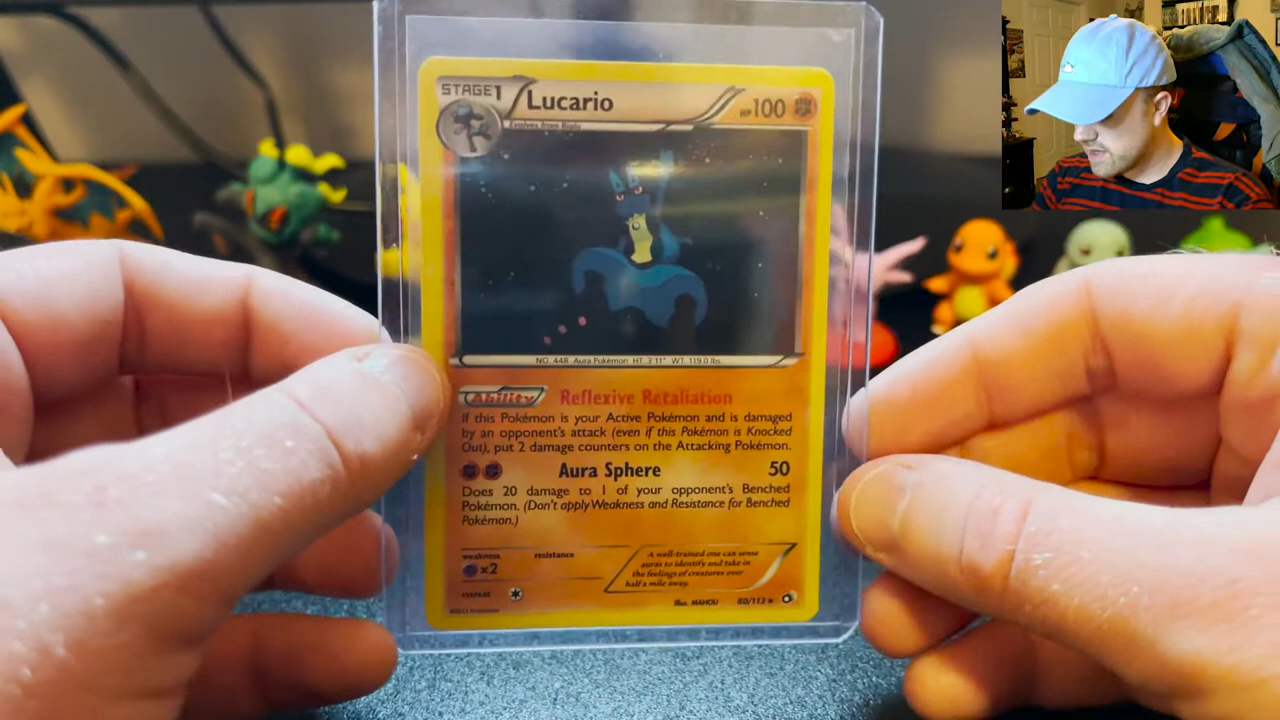 STAGE1 Lucario HP100
Evolves from Riolu
NO. 448 Aura Pokémon HT: 3'11" WT: 119.0 lbs.
Ability Reflexive Retaliation
If this Pokémon is your Active Pokémon and is damaged
by an opponent's attack (even if this Pokémon is Knocked
Out), put 2 damage counters on the Attacking Pokémon.
Aura Sphere 50
Does 20 damage to 1 of your opponent's Benched
Pokémon. (Don't apply Weakness and Resistance for Benched
Pokémon.)
weakness resistance
×2
retreat
A well-trained one can sense
auras to identify and take in
the feelings of creatures over
half a mile away.
Illus. MAHOU 80/113 ★